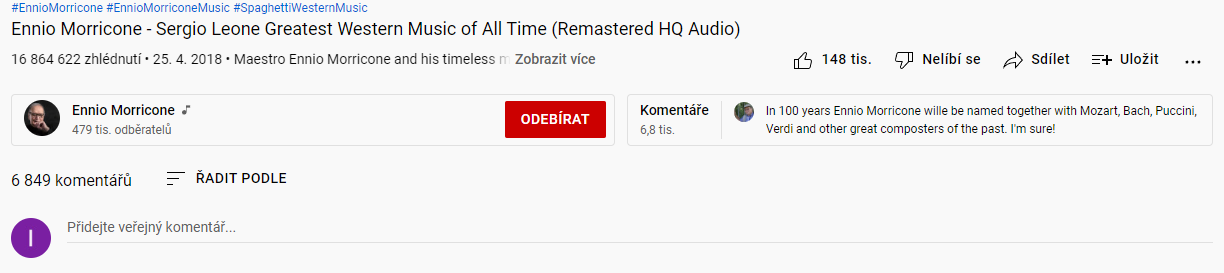 #EnnioMorricone #EnnioMorriconeMusic #SpaghettiWesternMusic
Ennio Morricone - Sergio Leone Greatest Western Music of All Time (Remastered HQ Audio)
16 864 622 zhlédnutí • 25. 4. 2018 • Maestro Ennio Morricone and his timeless Zobrazit více
148 tis. Nelíbí se Sdílet Uložit
Ennio Morricone
479 tis. odběratelů
ODEBÍRAT
Komentáře
6,8 tis.
In 100 years Ennio Morricone wille be named together with Mozart, Bach, Puccini,
Verdi and other great composters of the past. I'm sure!
6 849 komentářů ŘADIT PODLE
I
Přidejte veřejný komentář...